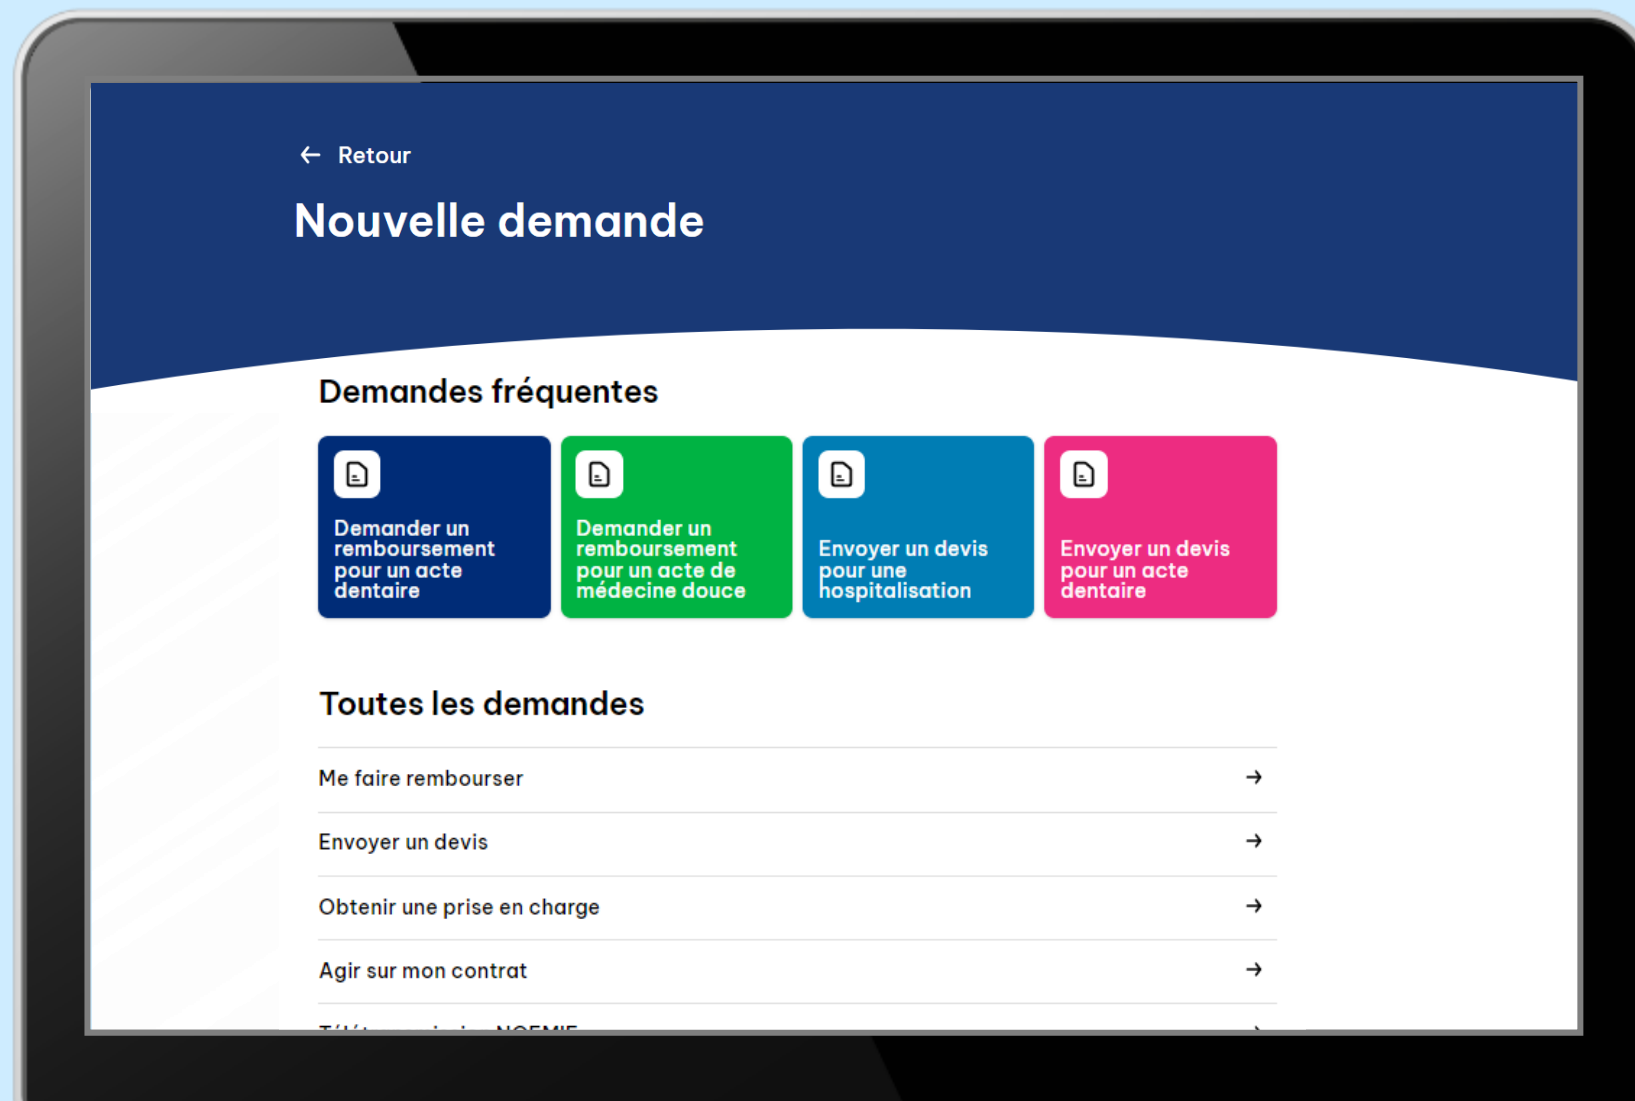 Retour
Nouvelle demande
Demandes fréquentes
Demander un
remboursement
pour un acte
dentaire
Demander un
remboursement
pour un acte de
médecine douce
Envoyer un devis
pour une
hospitalisation
Envoyer un devis
pour un acte
dentaire
Toutes les demandes
Me faire rembourser
Envoyer un devis
Obtenir une prise en charge
Agir sur mon contrat
NOEMIE